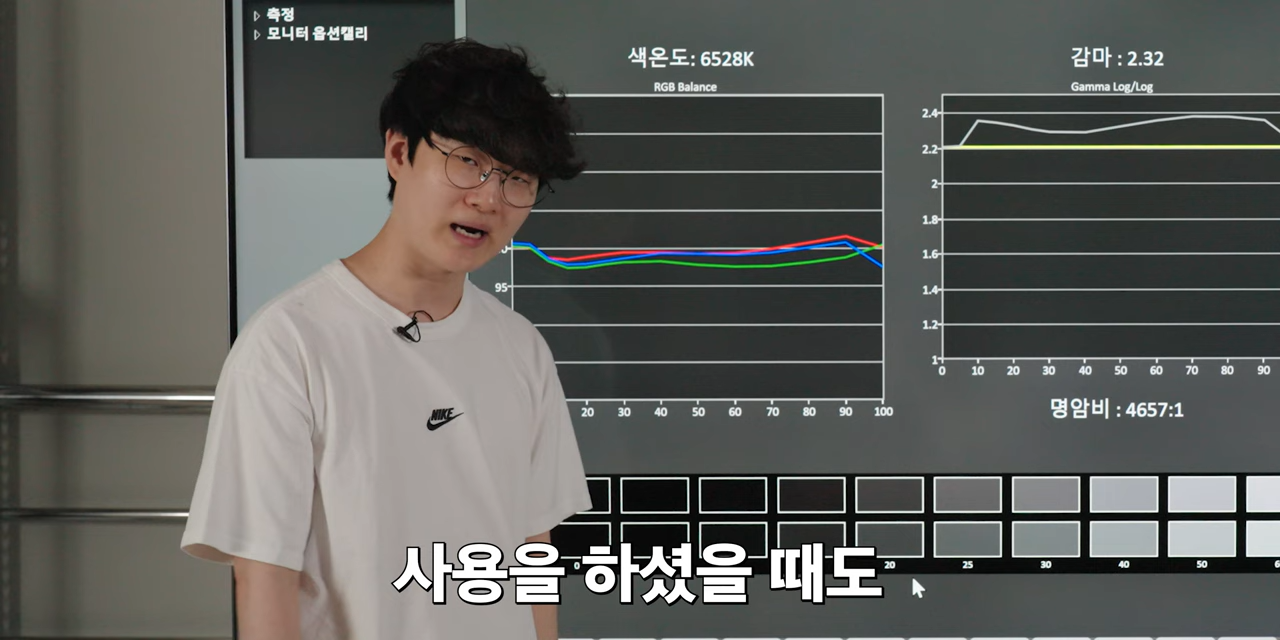 ▷ 측정
▷ 모니터 옵션캘리
색온도: 6528K
RGB Balance
95
20 30 40 50 60 70 80 90 100
감마 : 2.32
Gamma Log/Log
2.4
2.2
2
1.8
1.6
1.4
1.2
1
0 10 20 30 40 50 60 70 80 90
명암비 : 4657:1
NIKE
0 20 25 30 40 50
사용을 하셨을 때도